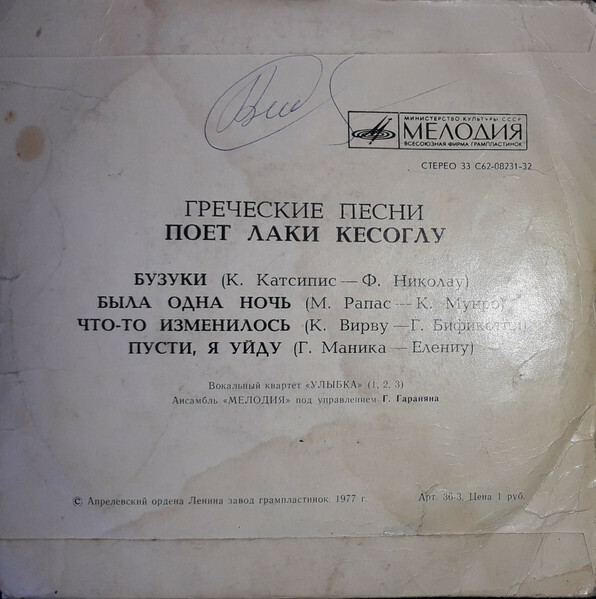 МИНИСТЕРСТВО КУЛЬТУРЫ СССР
МЕЛОДИЯ
ВСЕСОЮЗНАЯ ФИРМА ГРАМПЛАСТИНОК
СТЕРЕО 33 С62-08231-32
ГРЕЧЕСКИЕ ПЕСНИ
ПОЕТ ЛАКИ КЕСОГЛУ
БУЗУКИ (К. Катсипис — Ф. Николау)
БЫЛА ОДНА НОЧЬ (М. Рапас — К. Мунро)
ЧТО-ТО ИЗМЕНИЛОСЬ (К. Вирву — Г.
ПУСТИ, Я УЙДУ (Г. Маника — Елениу)
Вокальный квартет «УЛЫБКА» (1, 2, 3)
Ансамбль «МЕЛОДИЯ» под управлением Г. Гараняна
© Апрелевский ордена Ленина завод грампластинок. 1977 г.
Арт. 36-3. Цена 1 руб.